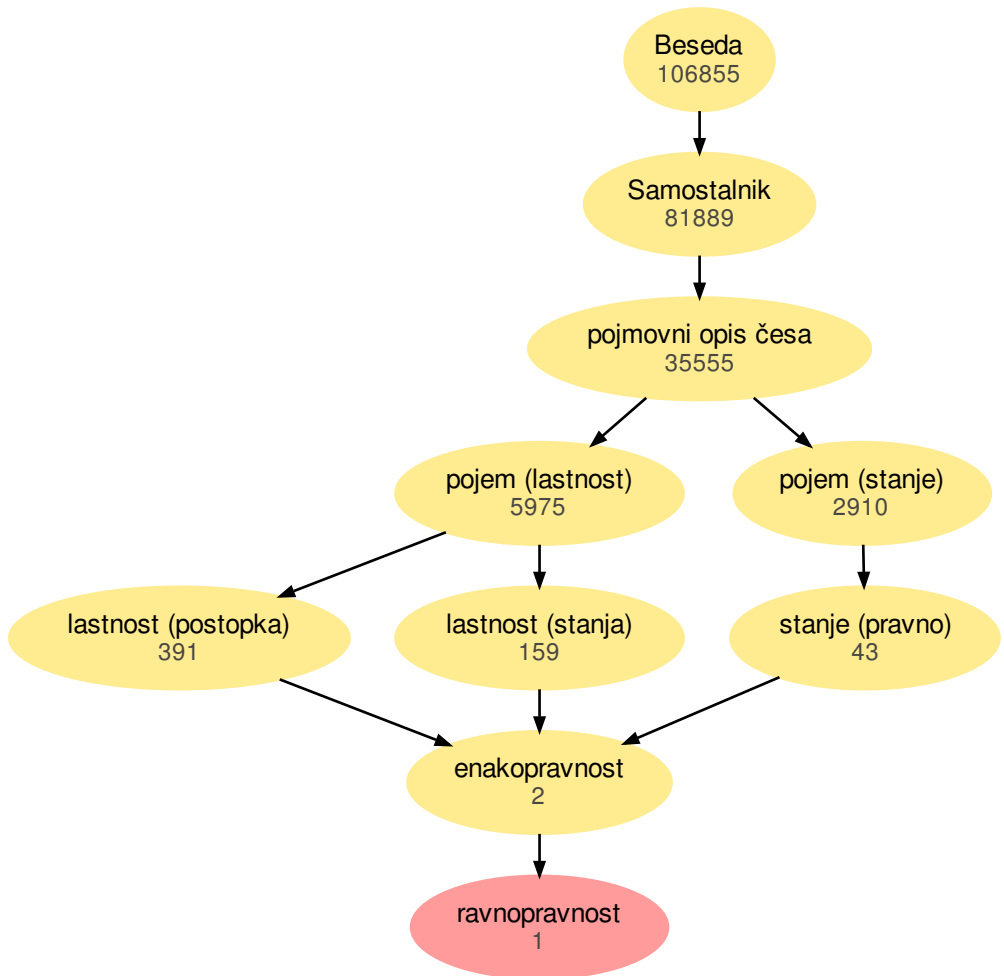 Beseda
106855
Samostalnik
81889
pojmovni opis česa
35555
pojem (lastnost)
5975
pojem (stanje)
2910
lastnost (postopka)
391
lastnost (stanja)
159
stanje (pravno)
43
enakopravnost
2
ravnopravnost
1